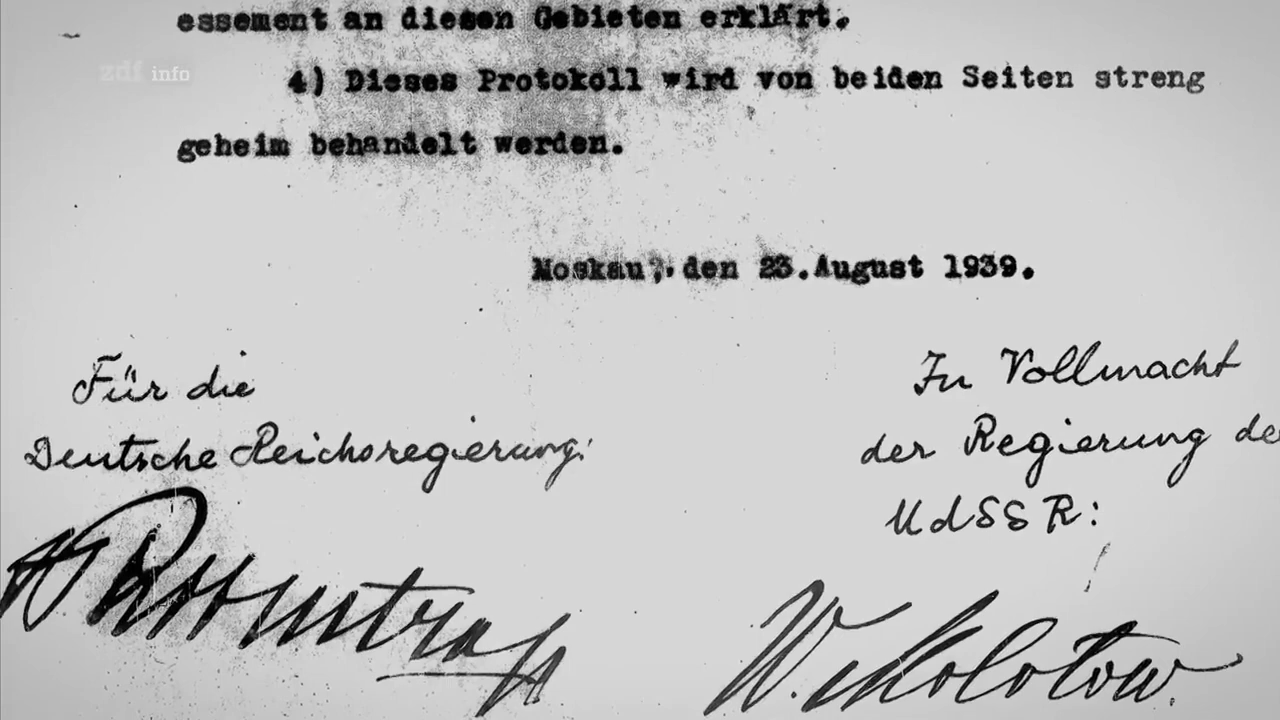 essement an diesen Gebieten erklärt.
zdf info
4) Dieses Protokoll wird von beiden Seiten streng
geheim behandelt werden.
Moskau, den 23.August 1939.
Für die
Deutsche Reichsregierung:
In Vollmacht
der Regierung de
UdSSR:
W. Molotow